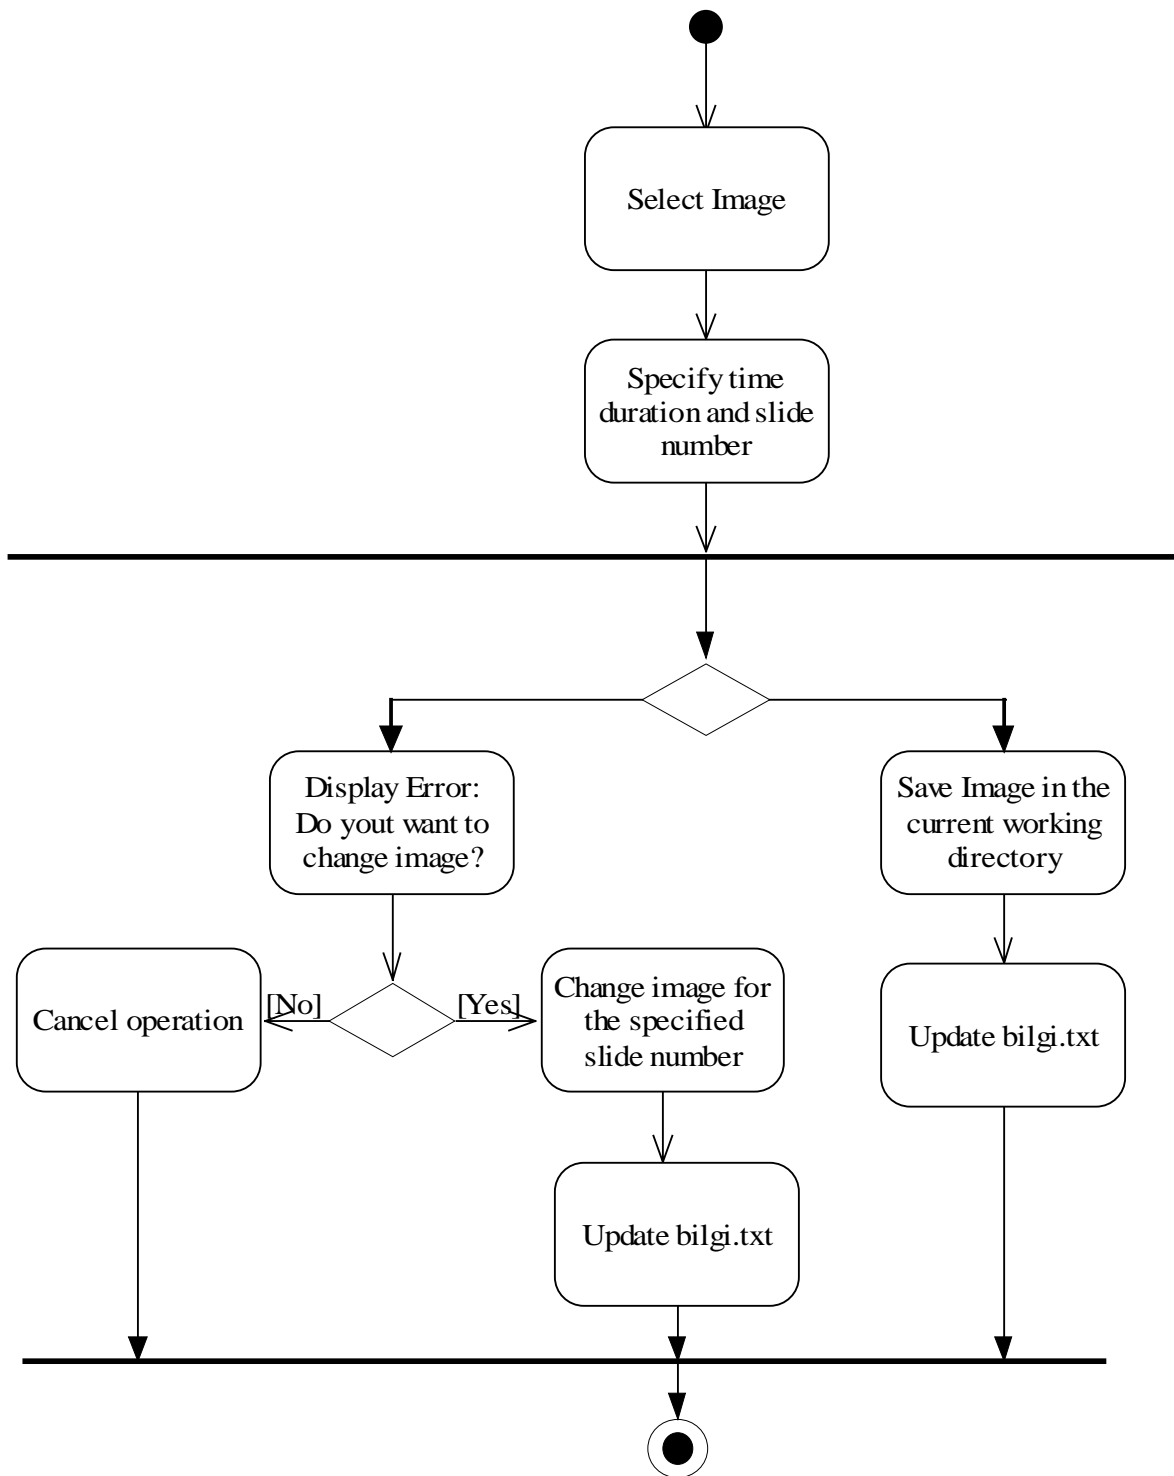 Select Image
Specify time
duration and slide
number
Display Error:
Do yout want to
change image?
Save Image in the
current working
directory
Cancel operation
[No]
[Yes]
Change image for
the specified
slide number
Update bilgi.txt
Update bilgi.txt